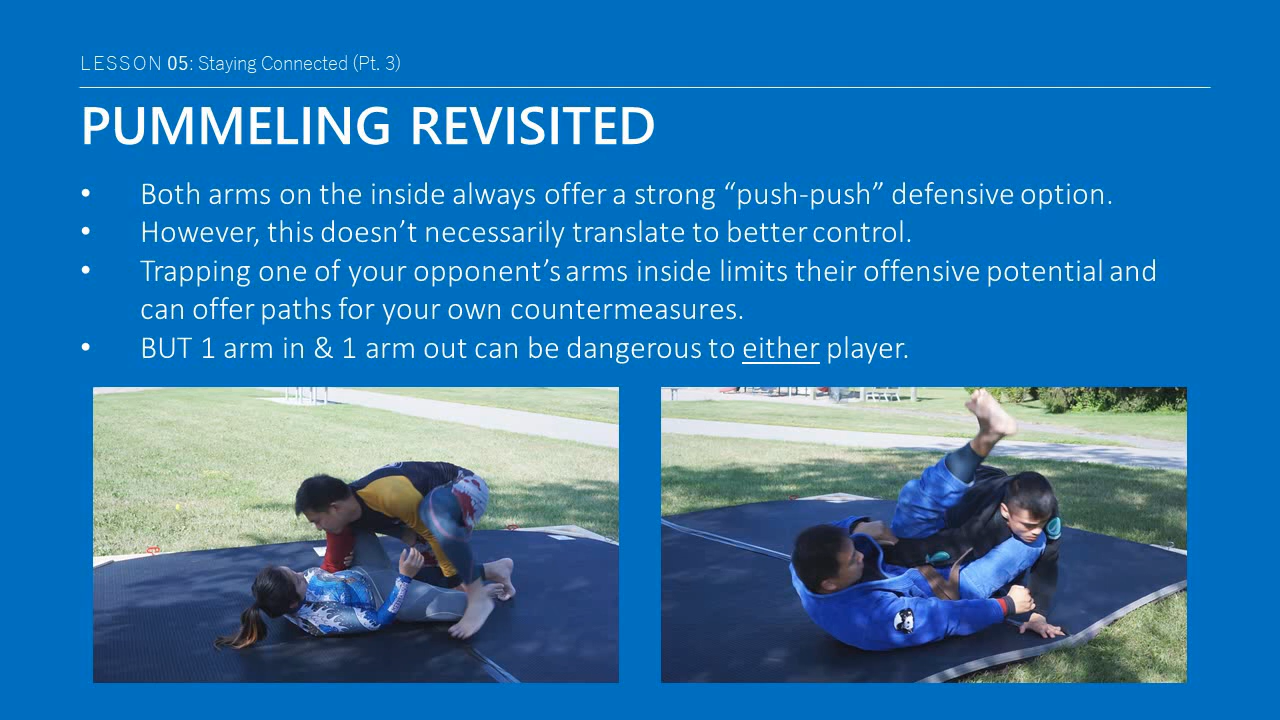 LESSON 05: Staying Connected (Pt. 3)
PUMMELING REVISITED
• Both arms on the inside always offer a strong “push-push” defensive option.
• However, this doesn’t necessarily translate to better control.
• Trapping one of your opponent’s arms inside limits their offensive potential and
can offer paths for your own countermeasures.
• BUT 1 arm in & 1 arm out can be dangerous to either player.